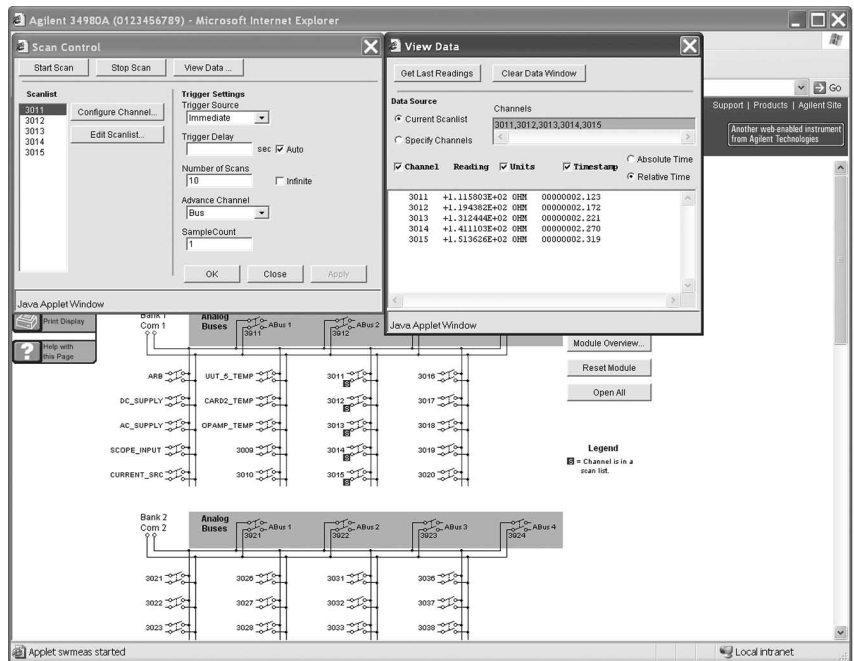 Agilent 34980A (0123456789) - Microsoft Internet Explorer
Scan Control
Start Scan Stop Scan View Data ...
Scanlist
3011
3012
3013
3014
3015
Configure Channel...
Edit Scanlist...
Trigger Settings
Trigger Source
Immediate
Trigger Delay
sec Auto
Number of Scans
10 Infinite
Advance Channel
Bus
SampleCount
1
OK Close Apply
Java Applet Window
View Data
Get Last Readings Clear Data Window
Data Source
Current Scanlist
Specify Channels
Channels
3011,3012,3013,3014,3015
Channel Reading Units Timestamp
Absolute Time
Relative Time
3011 +1.115803E+02 OHM 00000002.123
3012 +1.194382E+02 OHM 00000002.172
3013 +1.312444E+02 OHM 00000002.221
3014 +1.411103E+02 OHM 00000002.270
3015 +1.513626E+02 OHM 00000002.319
Java Applet Window
Go
Support | Products | Agilent Site
Another web-enabled instrument
from Agilent Technologies
Print Display
Help with
this Page
Bank 1
Com 1
Analog
Buses
ABus 1
3911
ABus 2
3912
Module Overview...
Reset Module
Open All
ARB UUT_5_TEMP 3011 S 3016
DC_SUPPLY CARD2_TEMP 3012 S 3017
AC_SUPPLY OPAMP_TEMP 3013 S 3018
SCOPE_INPUT 3009 3014 S 3019
CURRENT_SRC 3010 3015 S 3020
Legend
S = Channel is in a
scan list.
Bank 2
Com 2
Analog
Buses
ABus 1 ABus 2 ABus 3 ABus 4
3921 3922 3923 3924
3021 3026 3031 3036
3022 3027 3032 3037
3023 3028 3033 3038
Applet swmeas started
Local intranet